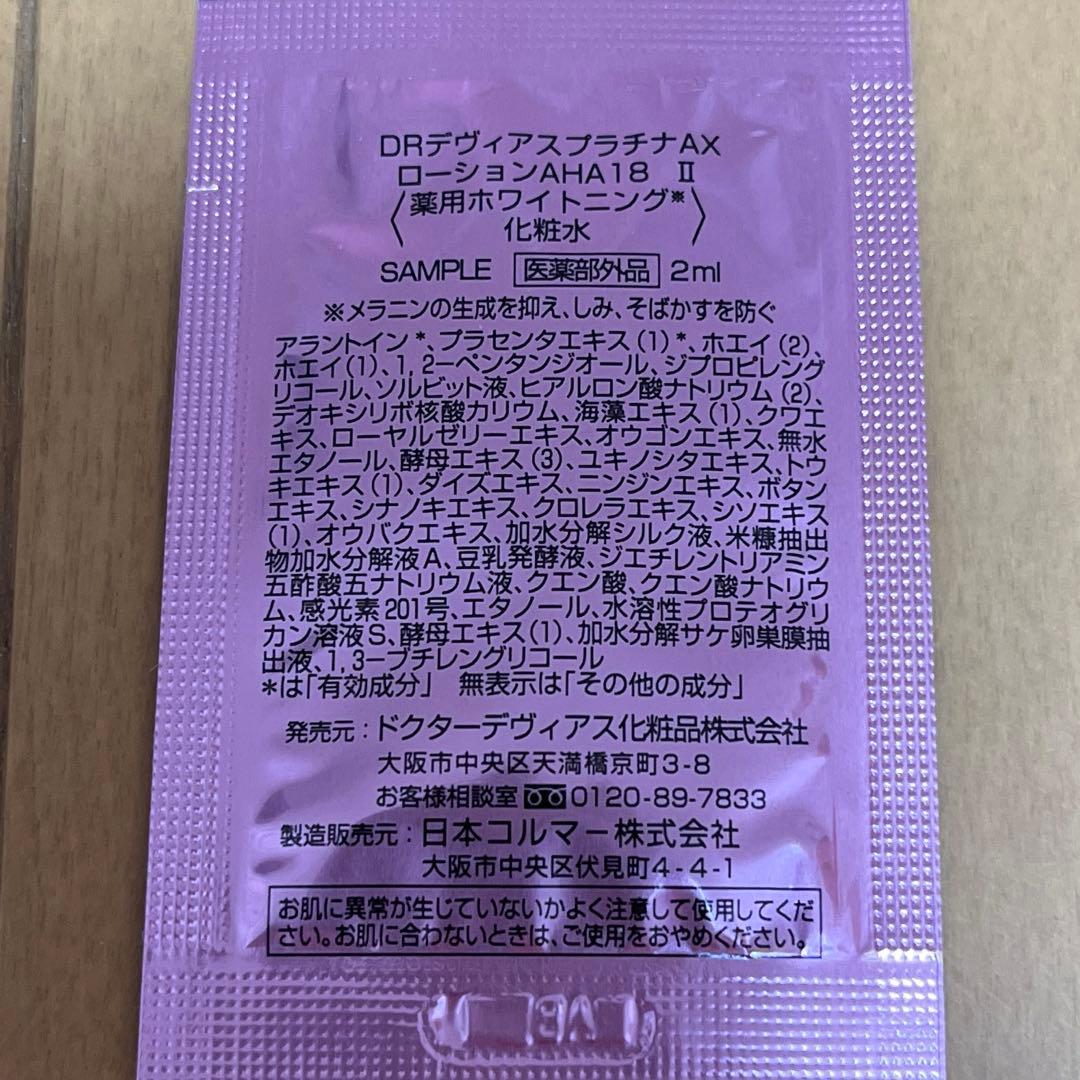 DRデヴィアスプラチナAX
ローションAHA18 Ⅱ
〈薬用ホワイトニング※
化粧水〉
SAMPLE 医薬部外品 2ml
※メラニンの生成を抑え、しみ、そばかすを防ぐ
アラントイン*、プラセンタエキス(1)*、ホエイ(2)、
ホエイ(1)、1,2-ペンタンジオール、ジプロピレング
リコール、ソルビット液、ヒアルロン酸ナトリウム(2)、
デオキシリボ核酸カリウム、海藻エキス(1)、クワエ
キス、ローヤルゼリーエキス、オウゴンエキス、無水
エタノール、酵母エキス(3)、ユキノシタエキス、トウ
キエキス(1)、ダイズエキス、ニンジンエキス、ボタン
エキス、シナノキエキス、クロレラエキス、シソエキス
(1)、オウバクエキス、加水分解シルク液、米糠抽出
物加水分解液A、豆乳発酵液、ジエチレントリアミン
五酢酸五ナトリウム液、クエン酸、クエン酸ナトリウ
ム、感光素201号、エタノール、水溶性プロテオグリ
カン溶液S、酵母エキス(1)、加水分解サケ卵巣膜抽
出液、1,3-ブチレングリコール
*は「有効成分」 無表示は「その他の成分」
発売元：ドクターデヴィアス化粧品株式会社
大阪市中央区天満橋京町3-8
お客様相談室 0120-89-7833
製造販売元：日本コルマー株式会社
大阪市中央区伏見町4-4-1
お肌に異常が生じていないかよく注意して使用してくだ
さい。お肌に合わないときは、ご使用をおやめください。